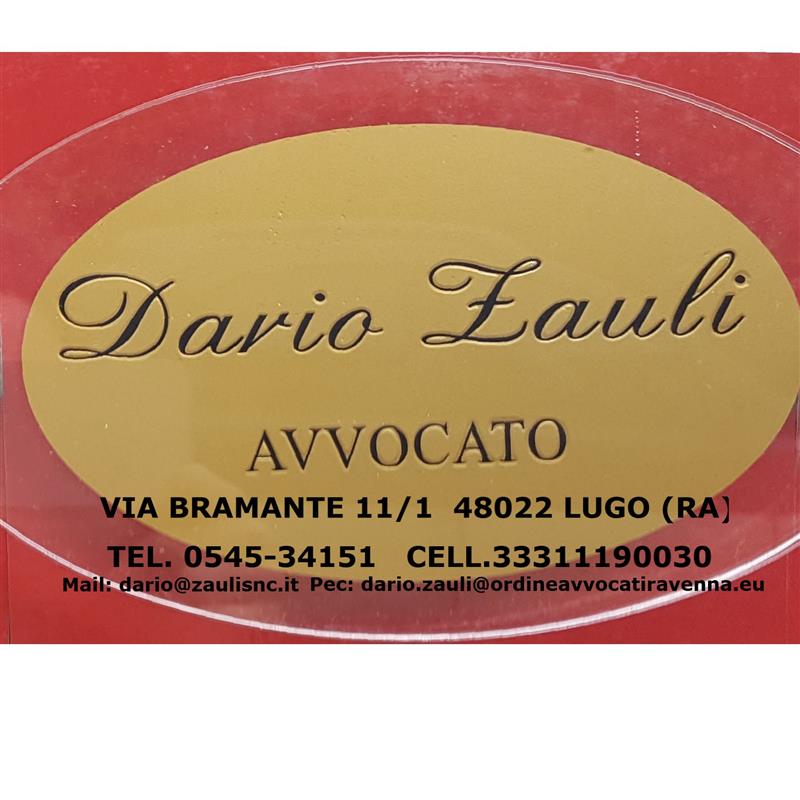 Dario Zauli
AVVOCATO
VIA BRAMANTE 11/1 48022 LUGO (RA)
TEL. 0545-34151 CELL.33311190030
Mail: dario@zaulisnc.it Pec: dario.zauli@ordineavvocatiravenna.eu